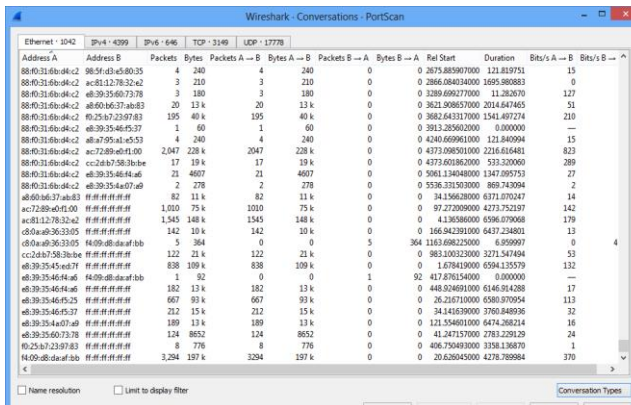 Wireshark · Conversations · PortScan
Ethernet · 1042 IPv4 · 4399 IPv6 · 646 TCP · 3149 UDP · 17778
Address A Address B Packets Bytes Packets A → B Bytes A → B Packets B → A Bytes B → A Rel Start Duration Bits/s A → B Bits/s B →
88:f0:31:6b:d4:c2 98:5f:d3:e5:80:35 4 240 4 240 0 0 2675.885907000 121.819751 15
88:f0:31:6b:d4:c2 ac:81:12:78:32:e2 3 210 3 210 0 0 2866.084034000 1695.980883 0
88:f0:31:6b:d4:c2 e8:39:35:60:73:78 3 180 3 180 0 0 3289.699277000 11.282670 127
88:f0:31:6b:d4:c2 a8:60:b6:37:ab:83 20 13 k 20 13 k 0 0 3621.908657000 2014.647465 51
88:f0:31:6b:d4:c2 f0:25:b7:23:97:83 195 40 k 195 40 k 0 0 3682.643317000 1541.497274 210
88:f0:31:6b:d4:c2 e8:39:35:46:f5:37 1 60 1 60 0 0 3913.285602000 0.000000 —
88:f0:31:6b:d4:c2 a8:a7:95:a1:e5:53 4 240 4 240 0 0 4240.669961000 121.840994 15
88:f0:31:6b:d4:c2 ac:72:89:e0:f1:00 2,047 228 k 2047 228 k 0 0 4373.098501000 2216.616481 823
88:f0:31:6b:d4:c2 cc:2d:b7:58:3b:be 17 19 k 17 19 k 0 0 4373.601862000 533.320060 289
88:f0:31:6b:d4:c2 e8:39:35:46:f4:a6 21 4607 21 4607 0 0 5061.134048000 1347.095753 27
88:f0:31:6b:d4:c2 e8:39:35:4a:07:a9 2 278 2 278 0 0 5536.331503000 869.743094 2
a8:60:b6:37:ab:83 ff:ff:ff:ff:ff:ff 82 11 k 82 11 k 0 0 34.156628000 6371.070247 14
ac:72:89:e0:f1:00 ff:ff:ff:ff:ff:ff 1,010 75 k 1010 75 k 0 0 97.272009000 4273.752197 142
ac:81:12:78:32:e2 ff:ff:ff:ff:ff:ff 1,545 148 k 1545 148 k 0 0 4.136586000 6596.079068 179
c8:0a:a9:36:33:05 ff:ff:ff:ff:ff:ff 142 10 k 142 10 k 0 0 166.942391000 6437.234801 13
c8:0a:a9:36:33:05 f4:09:d8:da:af:bb 5 364 0 0 5 364 1163.698225000 6.959997 0 4
cc:2d:b7:58:3b:be ff:ff:ff:ff:ff:ff 122 21 k 122 21 k 0 0 983.100323000 3271.547494 53
e8:39:35:45:ed:7f ff:ff:ff:ff:ff:ff 838 109 k 838 109 k 0 0 1.678419000 6594.135579 132
e8:39:35:46:f4:a6 f4:09:d8:da:af:bb 1 92 0 0 1 92 417.876154000 0.000000 —
e8:39:35:46:f4:a6 ff:ff:ff:ff:ff:ff 182 13 k 182 13 k 0 0 448.924691000 6146.914288 17
e8:39:35:46:f5:25 ff:ff:ff:ff:ff:ff 667 93 k 667 93 k 0 0 26.216710000 6580.970954 113
e8:39:35:46:f5:37 ff:ff:ff:ff:ff:ff 212 15 k 212 15 k 0 0 34.141639000 3760.848936 32
e8:39:35:4a:07:a9 ff:ff:ff:ff:ff:ff 189 13 k 189 13 k 0 0 121.554601000 6474.268214 16
e8:39:35:60:73:78 ff:ff:ff:ff:ff:ff 124 8652 124 8652 0 0 41.247157000 2783.229129 24
f0:25:b7:23:97:83 ff:ff:ff:ff:ff:ff 8 776 8 776 0 0 406.750493000 3358.136870 1
f4:09:d8:da:af:bb ff:ff:ff:ff:ff:ff 3,294 197 k 3294 197 k 0 0 20.626045000 4278.789984 370
Name resolution Limit to display filter Conversation Types